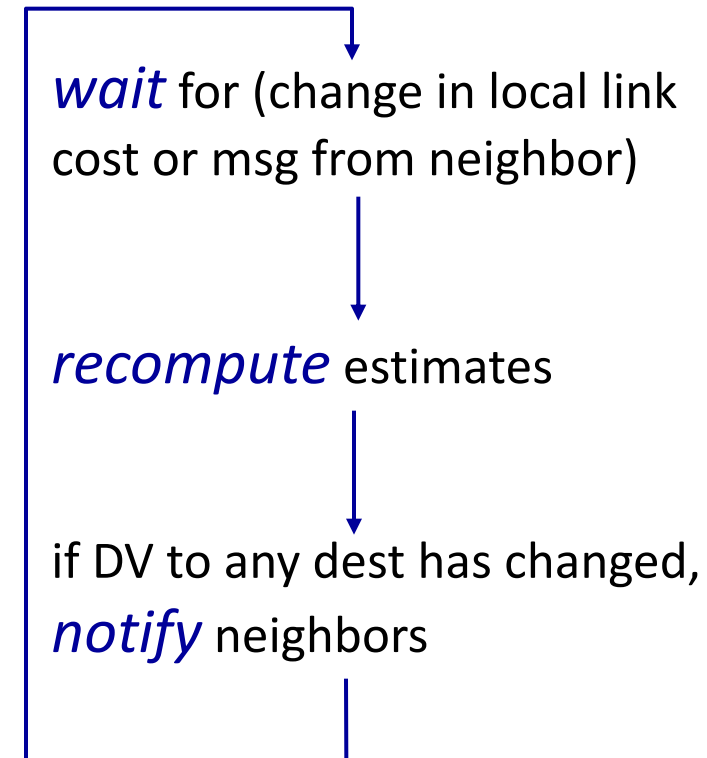 wait for (change in local link
cost or msg from neighbor)
recompute estimates
if DV to any dest has changed,
notify neighbors